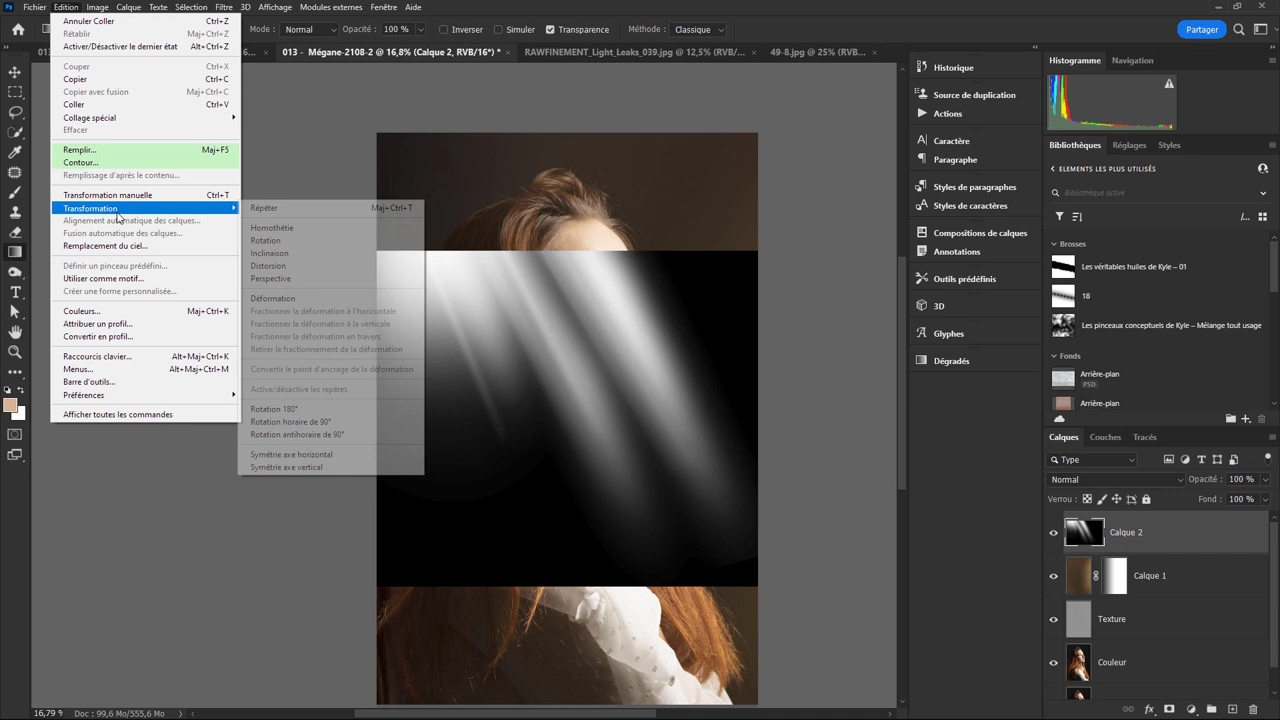 Ps Fichier Edition Image Calque Texte Sélection Filtre 3D Affichage Modules externes Fenêtre Aide
Mode : Normal Opacité : 100 % Inverser Simuler Transparence Méthode : Classique Partager
013 - Mégane-2108-2 @ 16,8% (Calque 2, RVB/16*) * × RAWFINEMENT_Light_Leaks_039.jpg @ 12,5% (RVB/... × 49-8.jpg @ 25% (RVB/... ×
Annuler Coller Ctrl+Z
Rétablir Maj+Ctrl+Z
Activer/Désactiver le dernier état Alt+Ctrl+Z
Couper Ctrl+X
Copier Ctrl+C
Copier avec fusion Maj+Ctrl+C
Coller Ctrl+V
Collage spécial
Effacer
Remplir... Maj+F5
Contour...
Remplissage d'après le contenu...
Transformation manuelle Ctrl+T
Transformation
Alignement automatique des calques...
Fusion automatique des calques...
Remplacement du ciel...
Définir un pinceau prédéfini...
Utiliser comme motif...
Créer une forme personnalisée...
Couleurs... Maj+Ctrl+K
Attribuer un profil...
Convertir en profil...
Raccourcis clavier... Alt+Maj+Ctrl+K
Menus... Alt+Maj+Ctrl+M
Barre d'outils...
Préférences
Afficher toutes les commandes
Répéter Maj+Ctrl+T
Homothétie
Rotation
Inclinaison
Distorsion
Perspective
Déformation
Fractionner la déformation à l'horizontale
Fractionner la déformation à la verticale
Fractionner la déformation en travers
Retirer le fractionnement de la déformation
Convertir le point d'ancrage de la déformation
Active/désactive les repères
Rotation 180°
Rotation horaire de 90°
Rotation antihoraire de 90°
Symétrie axe horizontal
Symétrie axe vertical
Historique
Source de duplication
Actions
Caractère
Paragraphe
Styles de paragraphes
Styles de caractères
Compositions de calques
Annotations
Outils prédéfinis
3D
Glyphes
Dégradés
Histogramme Navigation
Bibliothèques Réglages Styles
ELEMENTS LES PLUS UTILISÉS
Bibliothèque active
Brosses
Les véritables huiles de Kyle – 01
18
Les pinceaux conceptuels de Kyle – Mélange tout usage
Fonds
Arrière-plan
PSD
Arrière-plan
Calques Couches Tracés
Type
Normal Opacité : 100 %
Verrou : Fond : 100 %
Calque 2
Calque 1
Texture
Couleur
16,79 % Doc : 99,6 Mo/555,6 Mo